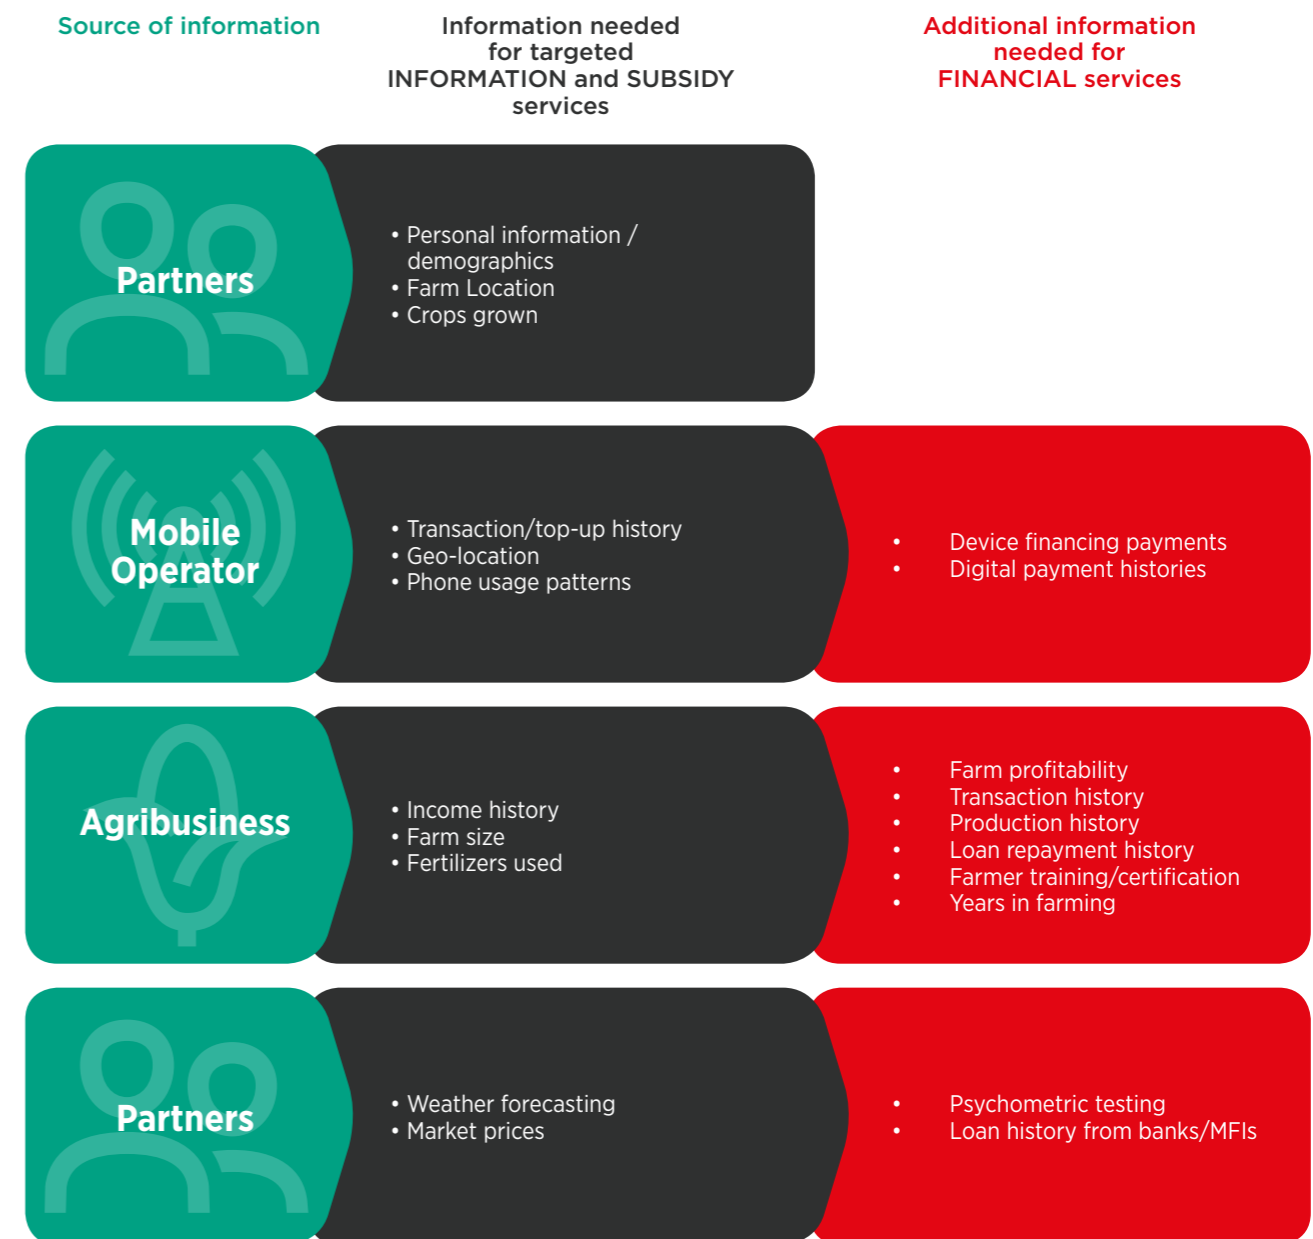 Source of information
Information needed
for targeted
INFORMATION and SUBSIDY
services
Additional information
needed for
FINANCIAL services
Partners
• Personal information /
demographics
• Farm Location
• Crops grown
Mobile
Operator
• Transaction/top-up history
• Geo-location
• Phone usage patterns
• Device financing payments
• Digital payment histories
Agribusiness
• Income history
• Farm size
• Fertilizers used
• Farm profitability
• Transaction history
• Production history
• Loan repayment history
• Farmer training/certification
• Years in farming
Partners
• Weather forecasting
• Market prices
• Psychometric testing
• Loan history from banks/MFIs